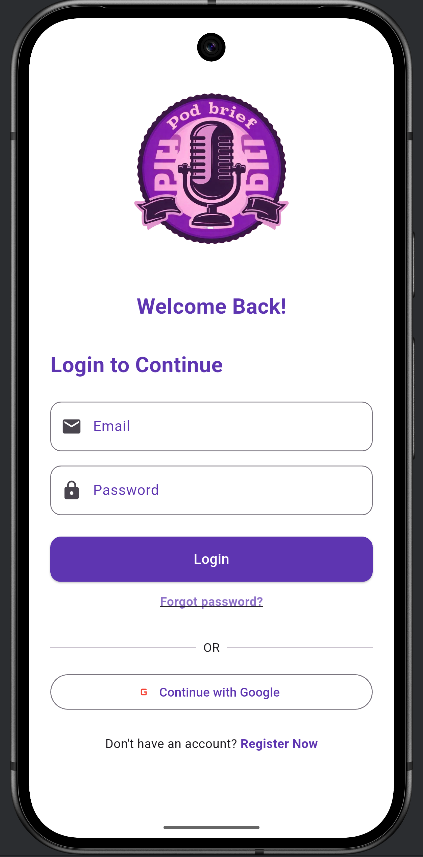 Pod brief
Welcome Back!
Login to Continue
Email
Password
Login
Forgot password?
OR
G Continue with Google
Don't have an account? Register Now